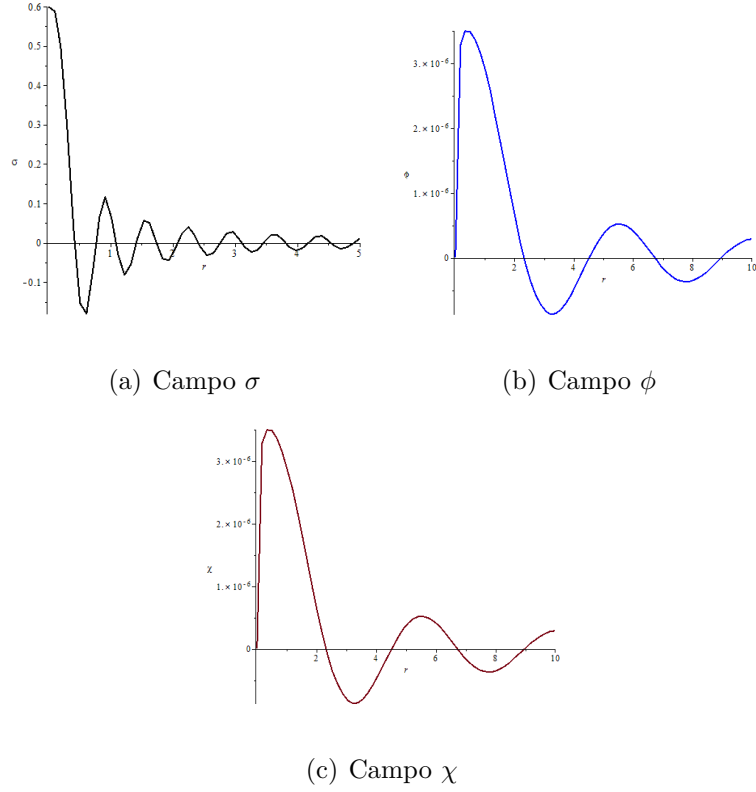 0.6
0.5
0.4
σ
0.3
0.2
0.1
0
-0.1
1
2
3
4
5
r
3. × 10⁻⁶
2. × 10⁻⁶
ϕ
1. × 10⁻⁶
0
2
4
6
8
10
r
(a) Campo σ
(b) Campo ϕ
3. × 10⁻⁶
2. × 10⁻⁶
χ
1. × 10⁻⁶
0
2
4
6
8
10
r
(c) Campo χ